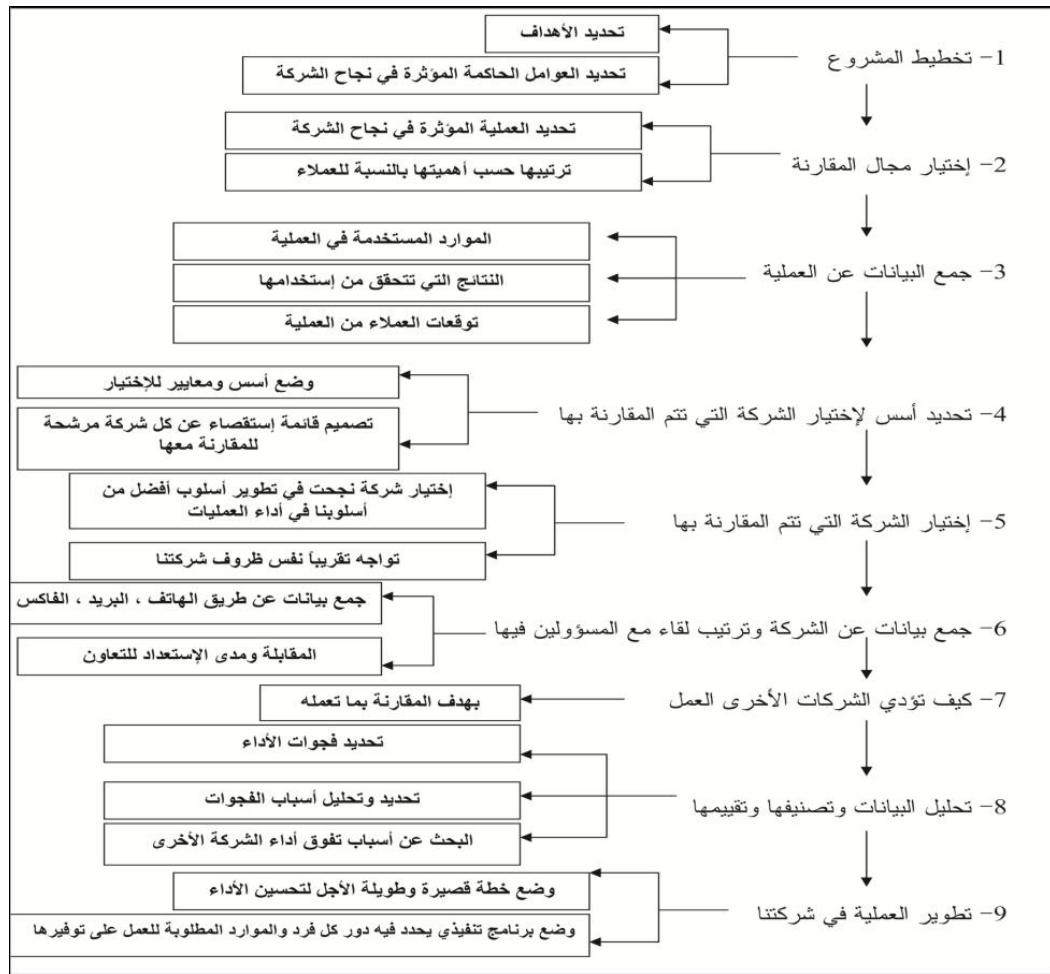 1- تخطيط المشروع
تحديد الأهداف
تحديد العوامل الحاكمة المؤثرة في نجاح الشركة
2- إختيار مجال المقارنة
تحديد العملية المؤثرة في نجاح الشركة
ترتيبها حسب أهميتها بالنسبة للعملاء
3- جمع البيانات عن العملية
الموارد المستخدمة في العملية
النتائج التي تتحقق من إستخدامها
توقعات العملاء من العملية
4- تحديد أسس لإختيار الشركة التي تتم المقارنة بها
وضع أسس ومعايير للإختيار
تصميم قائمة إستقصاء عن كل شركة مرشحة
للمقارنة معها
5- إختيار الشركة التي تتم المقارنة بها
إختيار شركة نجحت في تطوير أسلوب أفضل من
أسلوبنا في أداء العمليات
تواجه تقريباً نفس ظروف شركتنا
6- جمع بيانات عن الشركة وترتيب لقاء مع المسؤولين فيها
جمع بيانات عن طريق الهاتف ، البريد ، الفاكس
المقابلة ومدى الإستعداد للتعاون
7- كيف تؤدي الشركات الأخرى العمل
بهدف المقارنة بما تعمله
8- تحليل البيانات وتصنيفها وتقييمها
تحديد فجوات الأداء
تحديد وتحليل أسباب الفجوات
البحث عن أسباب تفوق أداء الشركة الأخرى
9- تطوير العملية في شركتنا
وضع خطة قصيرة وطويلة الأجل لتحسين الأداء
وضع برنامج تنفيذي يحدد فيه دور كل فرد والموارد المطلوبة للعمل على توفيرها